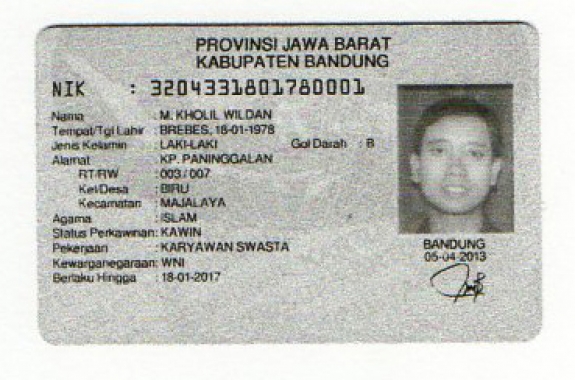 PROVINSI JAWA BARAT
KABUPATEN BANDUNG
NIK : 3204331801780001
Nama : M. KHOLIL WILDAN
Tempat/Tgl Lahir : BREBES, 18-01-1978
Jenis Kelamin : LAKI-LAKI Gol Darah : B
Alamat : KP. PANINGGALAN
RT/RW : 003/007
Kel/Desa : BIRU
Kecamatan : MAJALAYA
Agama : ISLAM
Status Perkawinan: KAWIN
Pekerjaan : KARYAWAN SWASTA
Kewarganegaraan: WNI
Berlaku Hingga : 18-01-2017
BANDUNG
05-04-2013